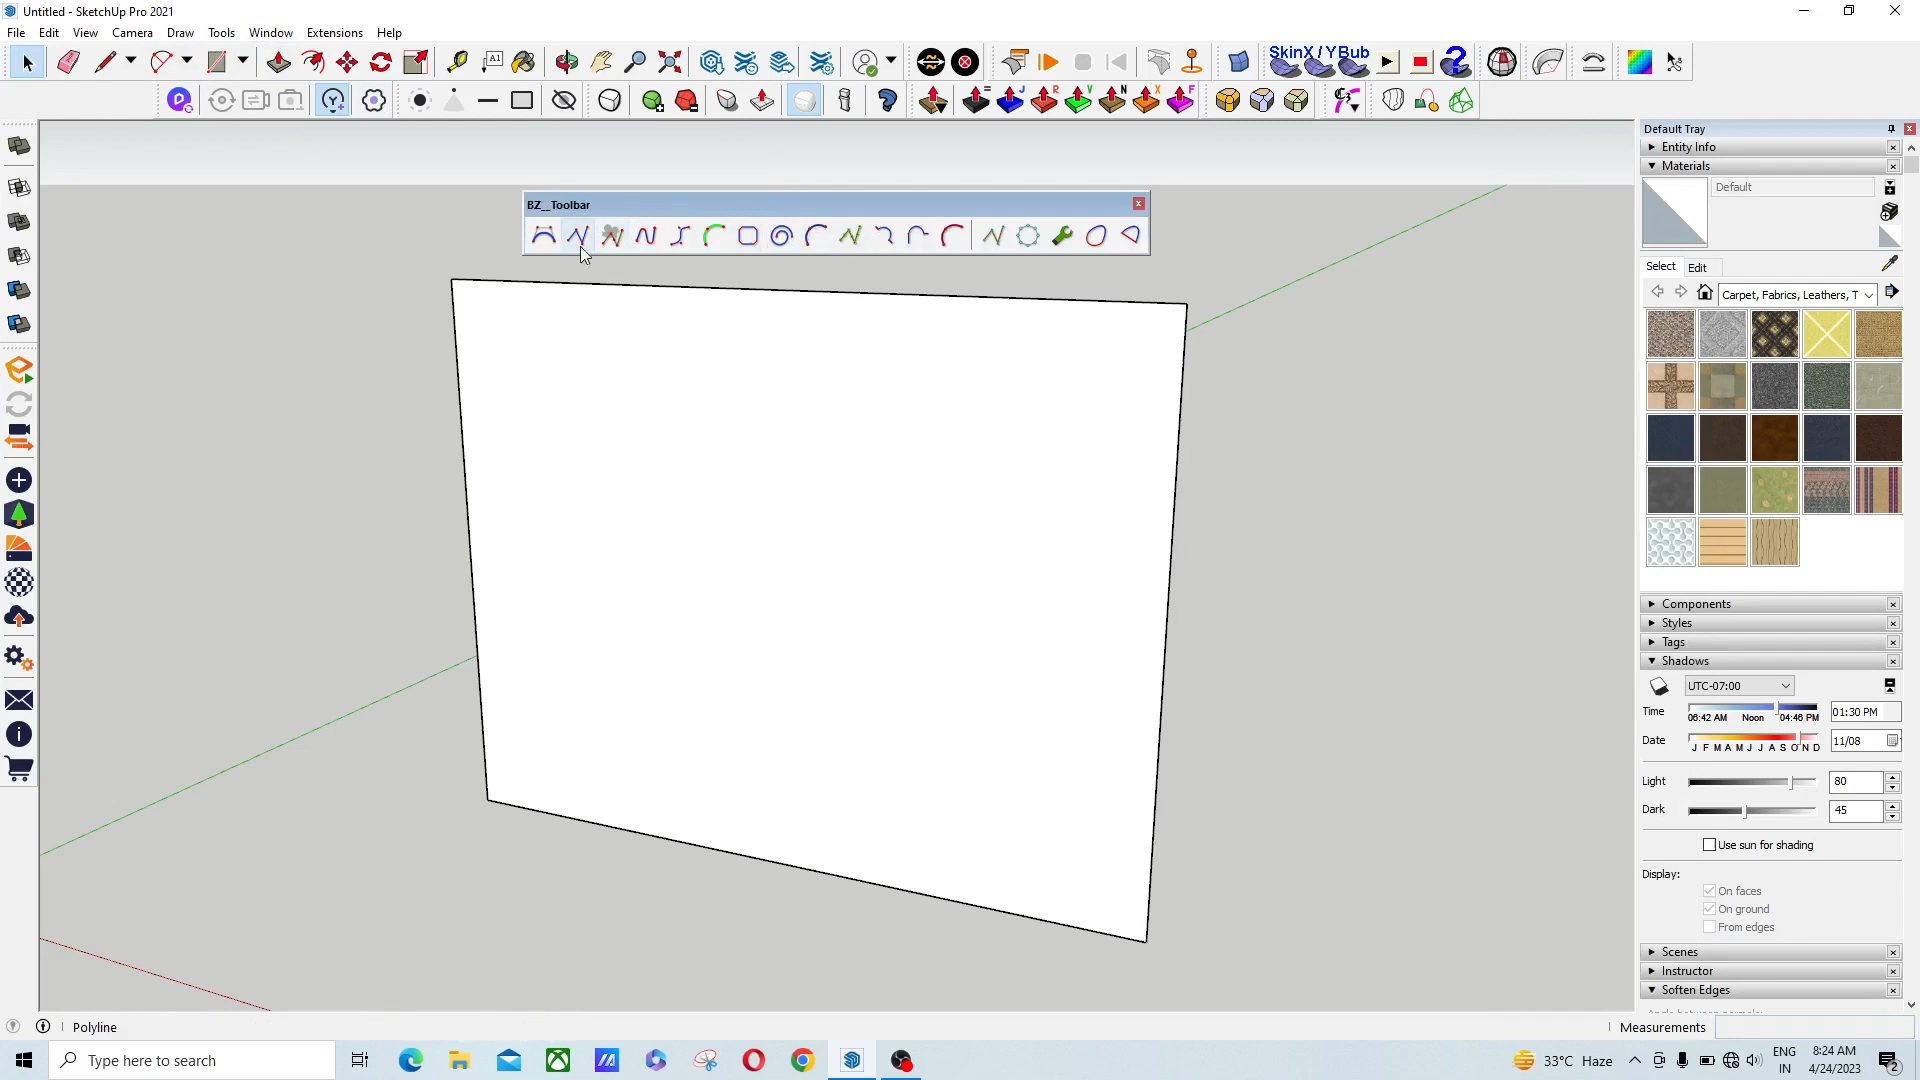 Untitled - SketchUp Pro 2021
File Edit View Camera Draw Tools Window Extensions Help
A1
SkinX / YBub
?
= J R V N X F
Default Tray
Entity Info
Materials
Default
BZ__Toolbar
Select Edit
Carpet, Fabrics, Leathers, T
Components
Styles
Tags
Shadows
UTC-07:00
Time 06:42 AM Noon 04:46 PM 01:30 PM
Date J F M A M J J A S O N D 11/08
Light 80
Dark 45
Use sun for shading
Display:
On faces
On ground
From edges
Scenes
Instructor
Soften Edges
Polyline
Measurements
Type here to search
33°C Haze
ENG
IN
8:24 AM
4/24/2023
2